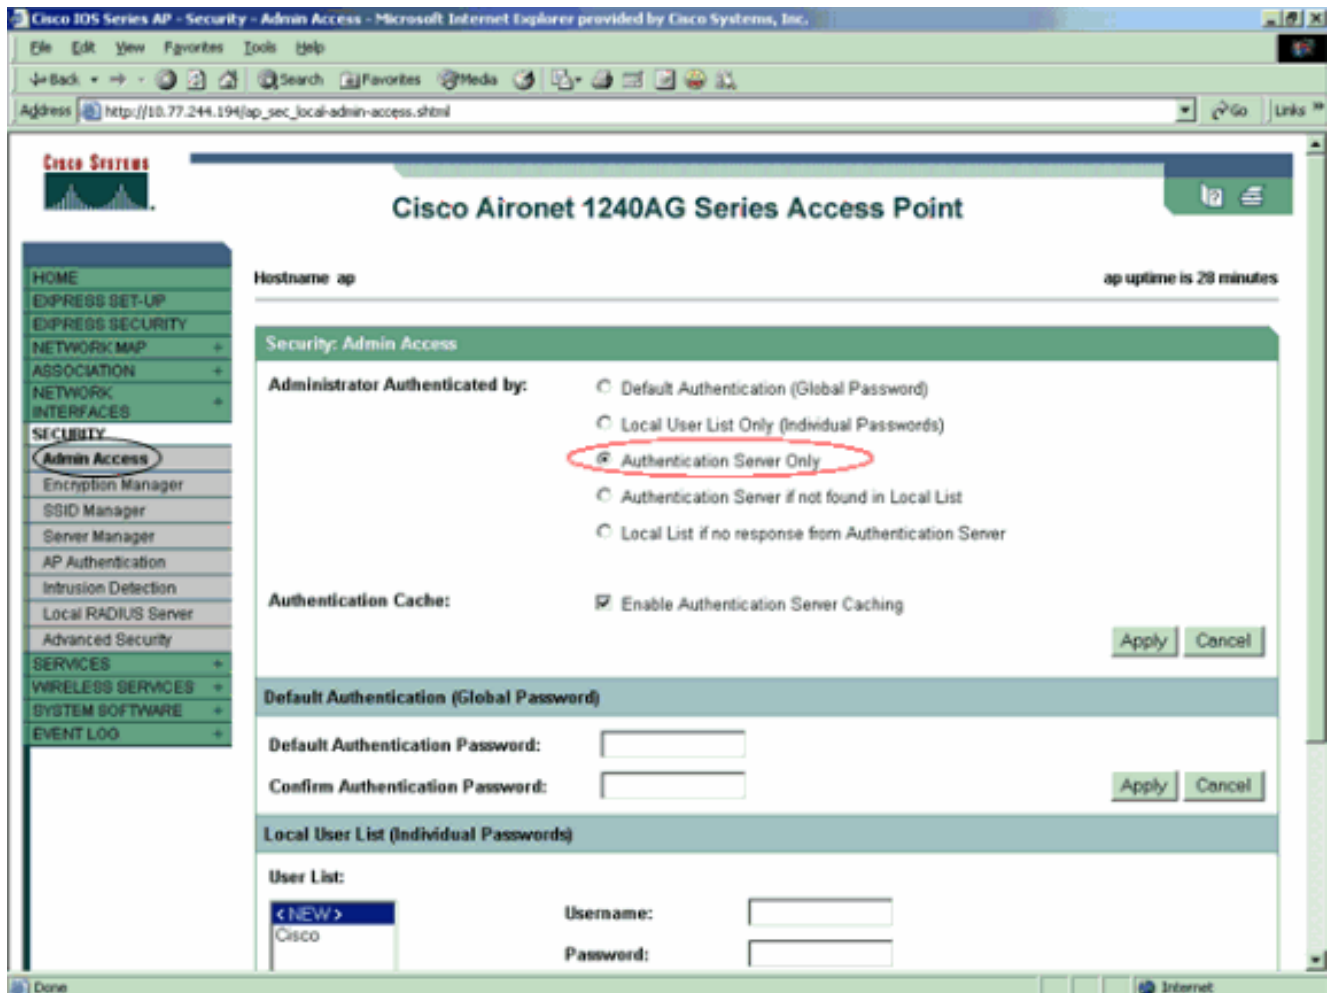 Cisco IOS Series AP - Security - Admin Access - Microsoft Internet Explorer provided by Cisco Systems, Inc.
File Edit View Favorites Tools Help
Back Search Favorites Media
Address http://10.77.244.194/ap_sec_local-admin-access.shtml Go Links »
CISCO SYSTEMS
Cisco Aironet 1240AG Series Access Point
HOME
EXPRESS SET-UP
EXPRESS SECURITY
NETWORK MAP +
ASSOCIATION +
NETWORK
INTERFACES +
SECURITY
Admin Access
Encryption Manager
SSID Manager
Server Manager
AP Authentication
Intrusion Detection
Local RADIUS Server
Advanced Security
SERVICES +
WIRELESS SERVICES +
SYSTEM SOFTWARE +
EVENT LOG +
Hostname ap
ap uptime is 28 minutes
Security: Admin Access
Administrator Authenticated by:
Default Authentication (Global Password)
Local User List Only (Individual Passwords)
Authentication Server Only
Authentication Server if not found in Local List
Local List if no response from Authentication Server
Authentication Cache:
Enable Authentication Server Caching
Apply Cancel
Default Authentication (Global Password)
Default Authentication Password:
Confirm Authentication Password:
Apply Cancel
Local User List (Individual Passwords)
User List:
<NEW>
Cisco
Username:
Password:
Done
Internet